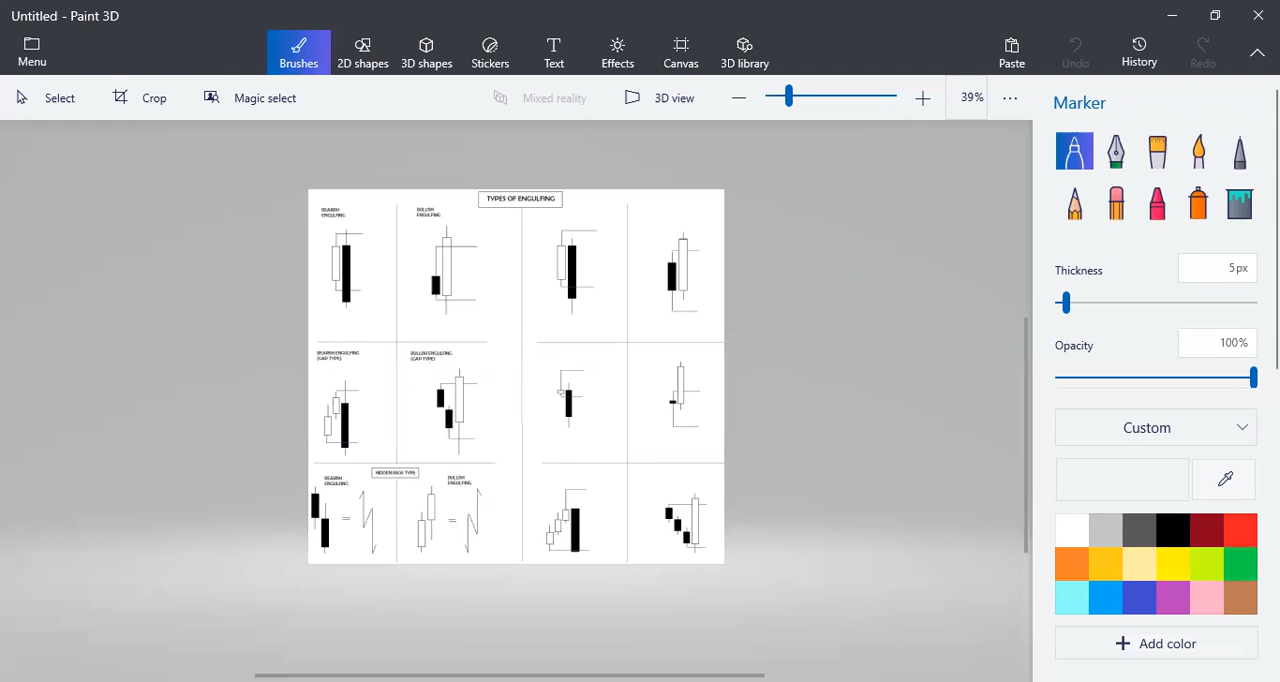 Untitled - Paint 3D
Menu
Brushes
2D shapes
3D shapes
Stickers
Text
Effects
Canvas
3D library
Paste
Undo
History
Redo
Select
Crop
Magic select
Mixed reality
3D view
39%
Marker
Thickness
5px
Opacity
100%
Custom
Add color
TYPES OF ENGULFING
BEARISH
ENGULFING
BULLISH
ENGULFING
BEARISH ENGULFING
(GAP TYPE)
BULLISH ENGULFING
(GAP TYPE)
HIDDEN BASE TYPE
BEARISH
ENGULFING
=
BULLISH
ENGULFING
=